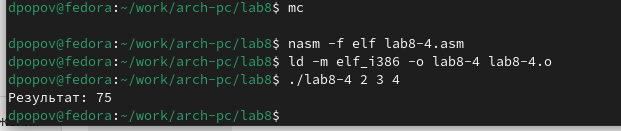 dpopov@fedora:~/work/arch-pc/lab8$ mc
dpopov@fedora:~/work/arch-pc/lab8$ nasm -f elf lab8-4.asm
dpopov@fedora:~/work/arch-pc/lab8$ ld -m elf_i386 -o lab8-4 lab8-4.o
dpopov@fedora:~/work/arch-pc/lab8$ ./lab8-4 2 3 4
Результат: 75
dpopov@fedora:~/work/arch-pc/lab8$